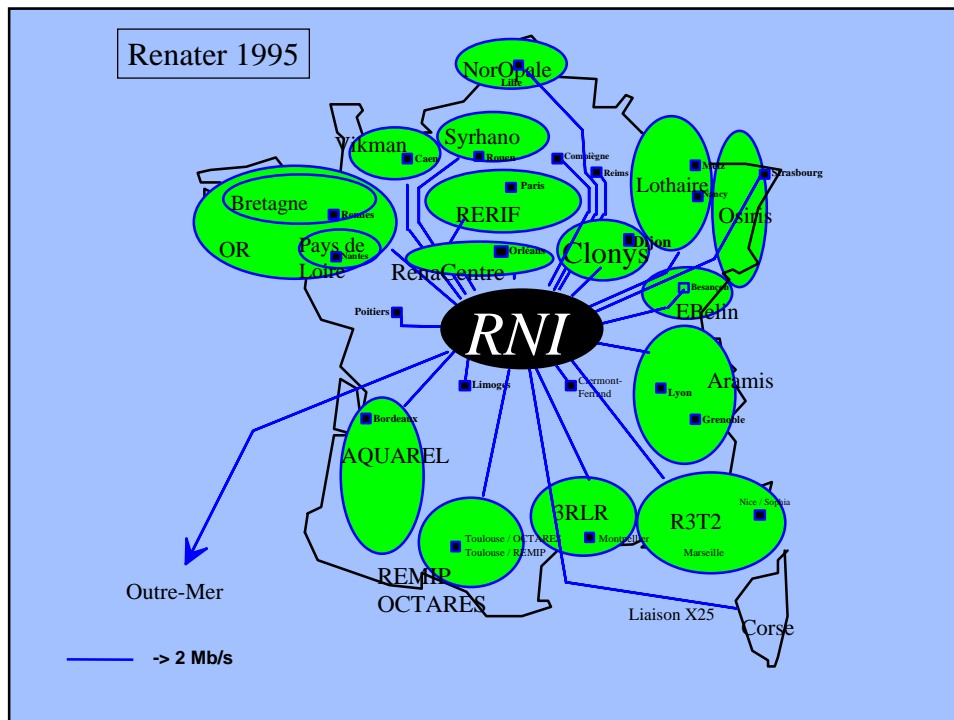 Renater 1995
NorOpale
Lille
Vikman
Caen
Syrhano
Rouen
Compiègne
Reims
Lothaire
Metz
Nancy
Strasbourg
Osiris
Bretagne
Rennes
OR
Pays de
Loire
Nantes
Paris
RERIF
RenaCentre
Orléans
Clonys
Dijon
Besançon
EBelin
Poitiers
RNI
Limoges
Clermont-
Ferrand
Aramis
Lyon
Grenoble
Bordeaux
AQUAREL
Toulouse / OCTARES
Toulouse / REMIP
REMIP
OCTARES
3RLR
Montpellier
R3T2
Nice / Sophia
Marseille
Outre-Mer
Liaison X25
Corse
-> 2 Mb/s